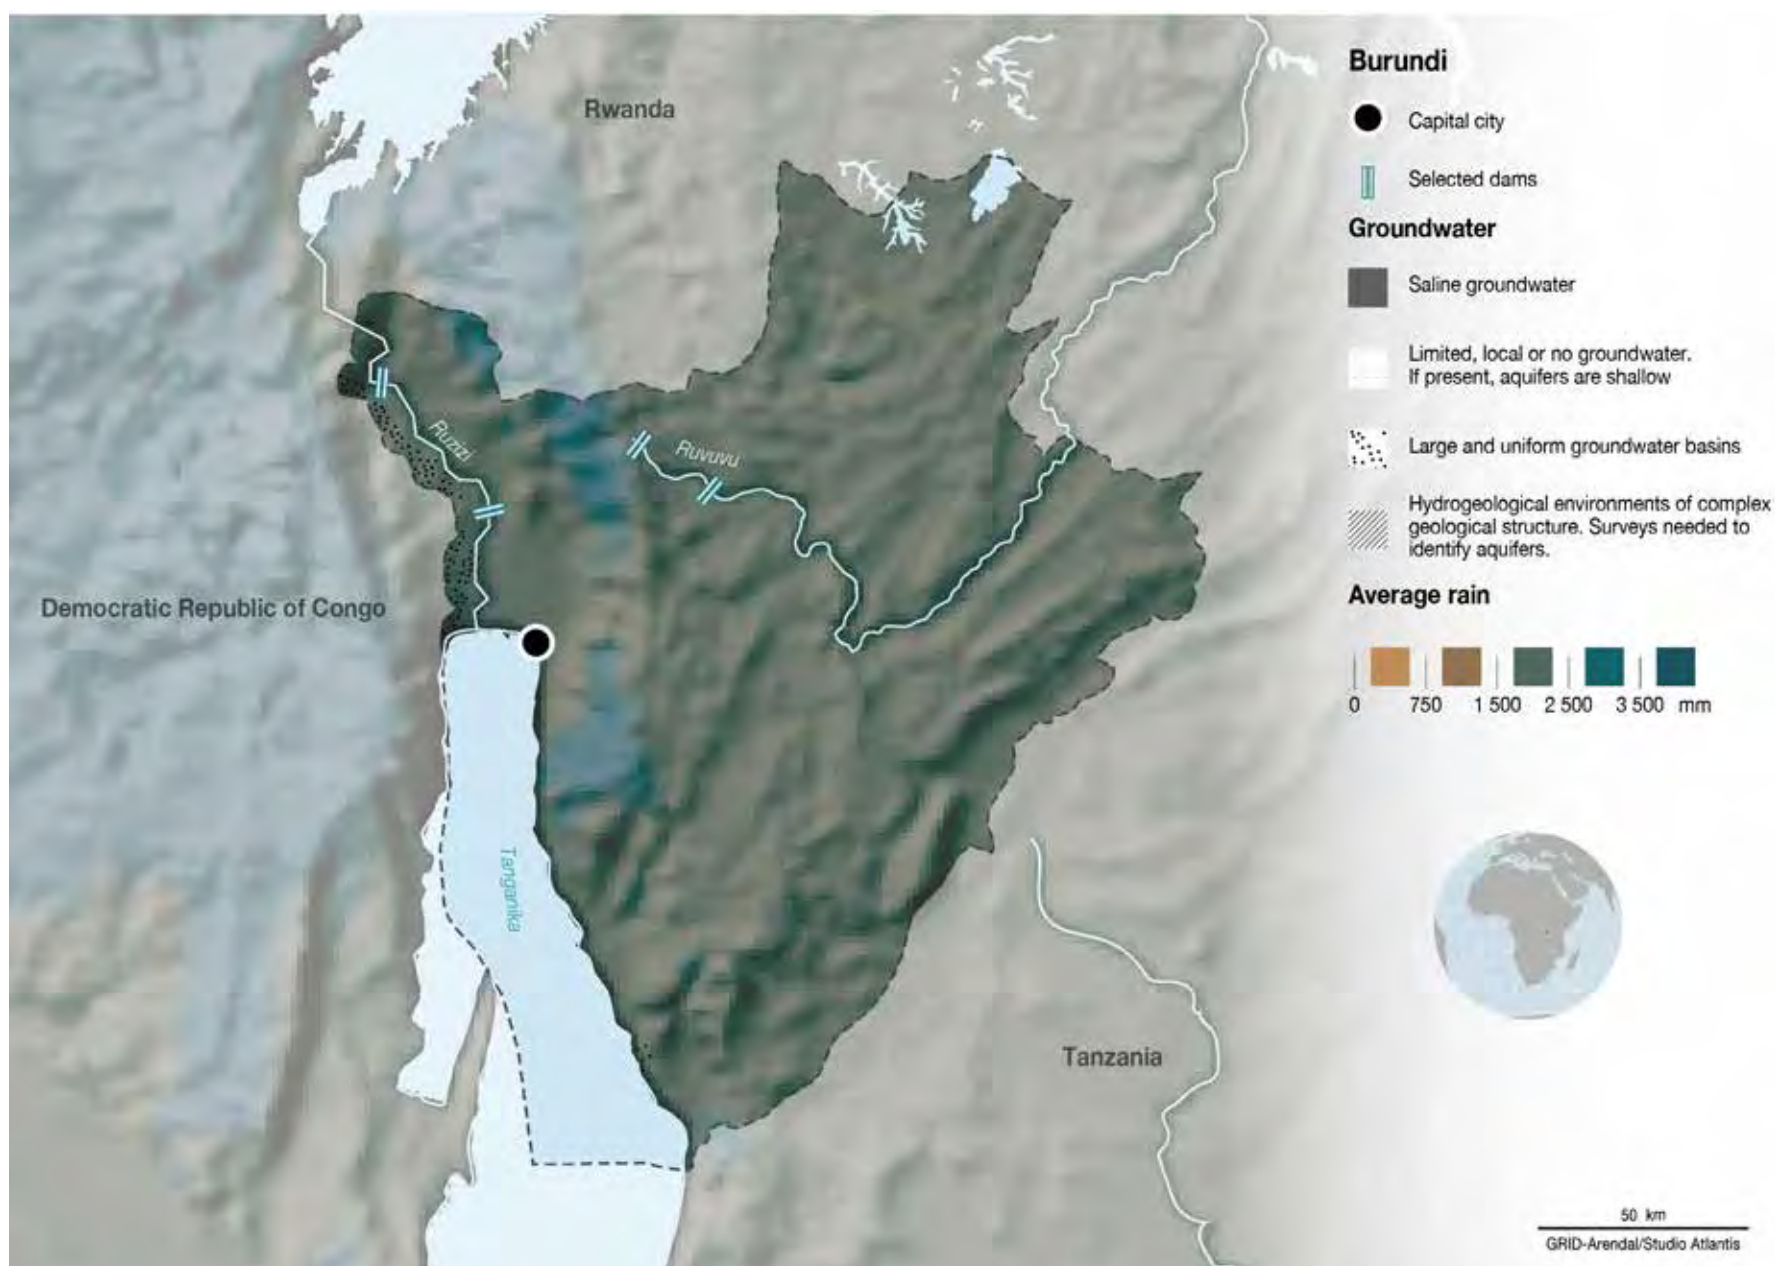 Rwanda
Ruzizi
Ruvuvu
Democratic Republic of Congo
Tanganika
Tanzania
Burundi
Capital city
Selected dams
Groundwater
Saline groundwater
Limited, local or no groundwater.
If present, aquifers are shallow
Large and uniform groundwater basins
Hydrogeological environments of complex
geological structure. Surveys needed to
identify aquifers.
Average rain
0 750 1 500 2 500 3 500 mm
50 km
GRID-Arendal/Studio Atlantis